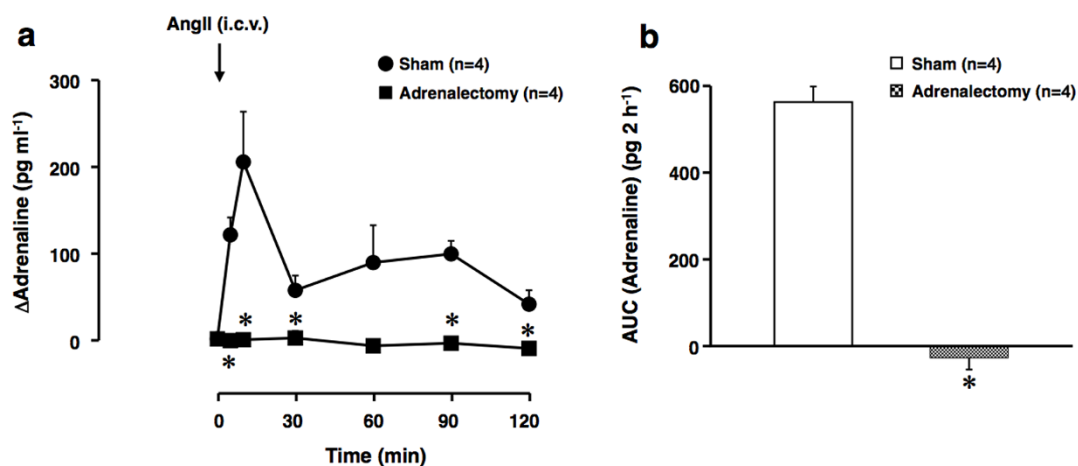 a
AngII (i.c.v.)
Sham (n=4)
Adrenalectomy (n=4)
ΔAdrenaline (pg ml⁻¹)
300
200
100
0
*
*
*
*
*
0 30 60 90 120
Time (min)
b
Sham (n=4)
Adrenalectomy (n=4)
AUC (Adrenaline) (pg 2 h⁻¹)
600
400
200
0
*